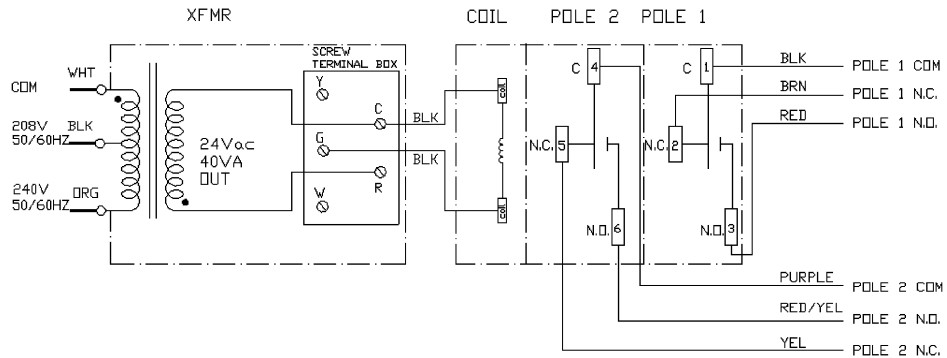 XFMR
COIL
POLE 2
POLE 1
SCREW
TERMINAL BOX
COM
WHT
208V
50/60HZ
BLK
240V
50/60HZ
ORG
24Vac
40VA
OUT
Y
C
G
R
W
BLK
BLK
coil
coil
C
4
N.C.
5
N.O.
6
C
1
N.C.
2
N.O.
3
BLK
POLE 1 COM
BRN
POLE 1 N.C.
RED
POLE 1 N.O.
PURPLE
POLE 2 COM
RED/YEL
POLE 2 N.O.
YEL
POLE 2 N.C.